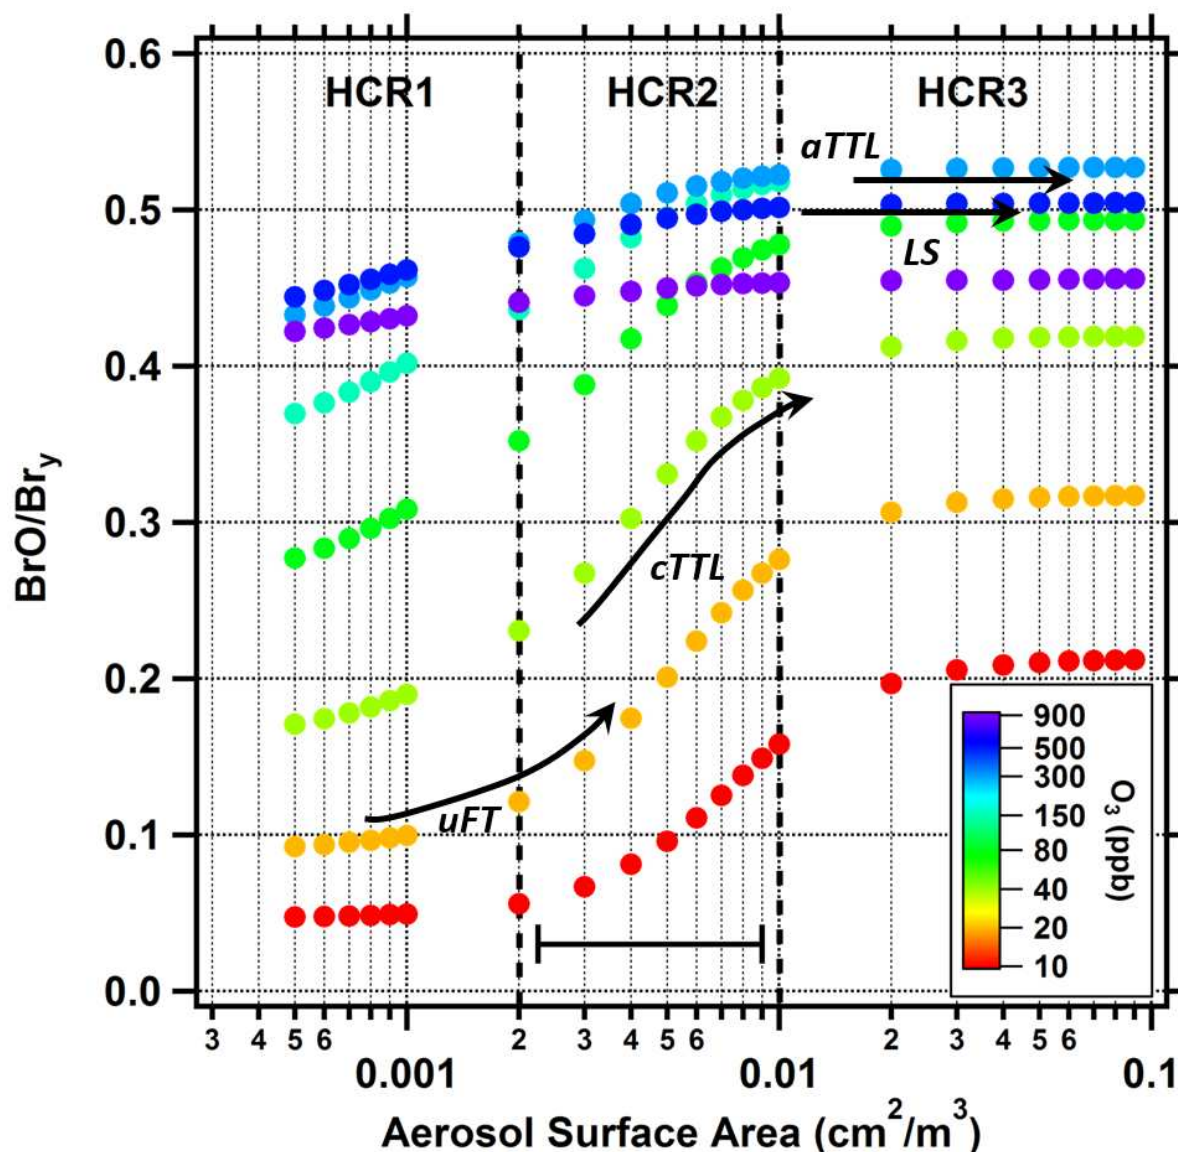 HCR1 HCR2 HCR3
0.6
0.5
0.4
0.3
0.2
0.1
0.0
BrO/Bry
aTTL
LS
cTTL
uFT
900
500
300
150
80
40
20
10
O3 (ppb)
3 4 5 6 2 3 4 5 6 2 3 4 5 6
0.001 0.01 0.1
Aerosol Surface Area (cm2/m3)